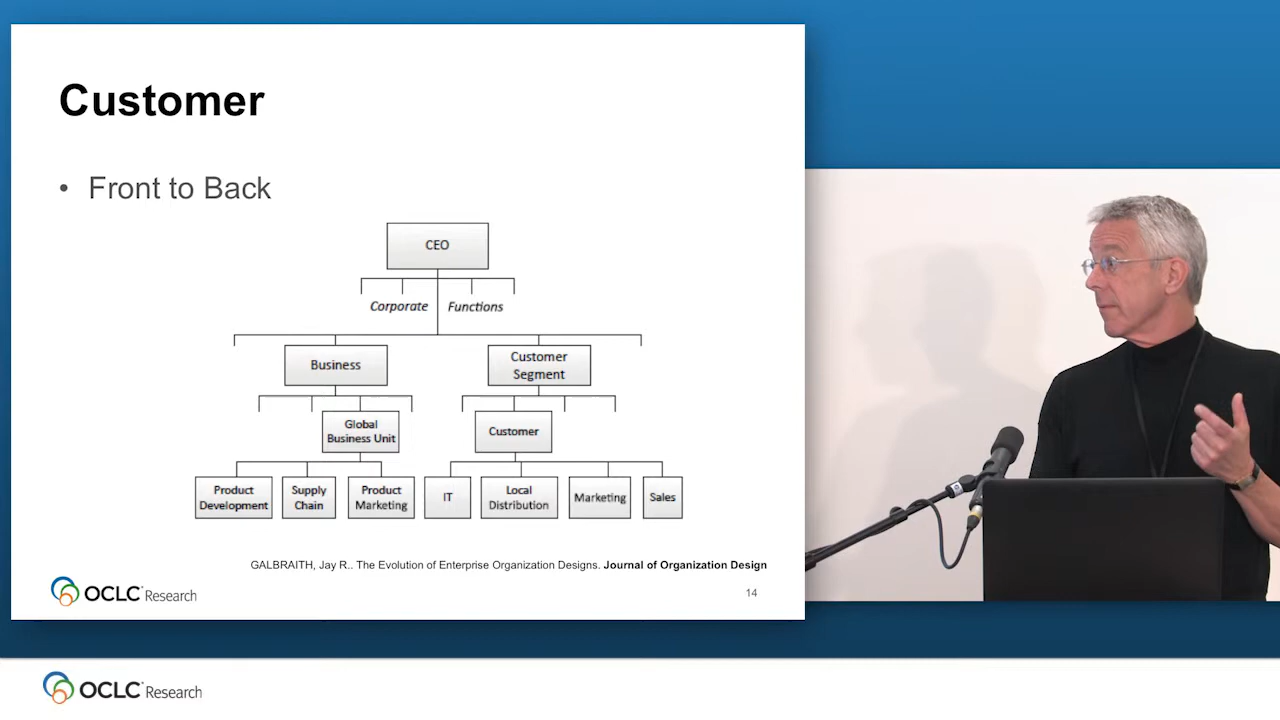 Customer
• Front to Back
CEO
Corporate Functions
Business
Customer
Segment
Global
Business Unit
Customer
Product
Development
Supply
Chain
Product
Marketing
IT
Local
Distribution
Marketing
Sales
GALBRAITH, Jay R.. The Evolution of Enterprise Organization Designs. Journal of Organization Design
OCLC Research
14
OCLC Research